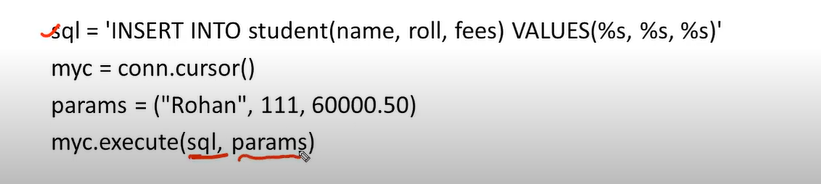 sql = 'INSERT INTO student(name, roll, fees) VALUES(%s, %s, %s)'
myc = conn.cursor()
params = ("Rohan", 111, 60000.50)
myc.execute(sql, params)